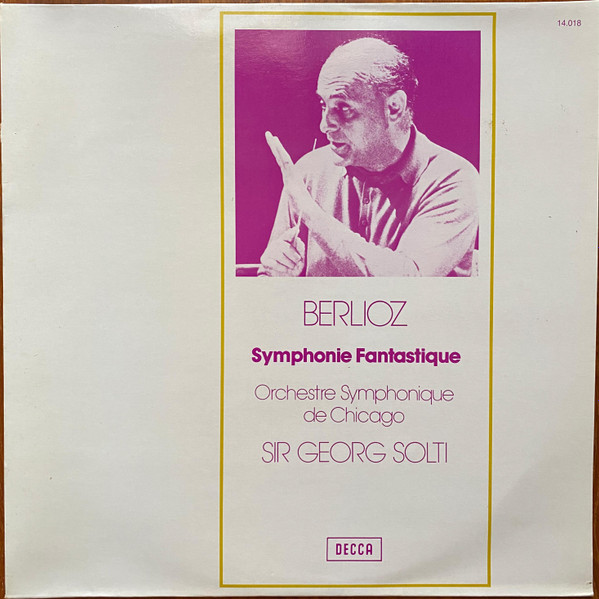 14.018
BERLIOZ
Symphonie Fantastique
Orchestre Symphonique
de Chicago
SIR GEORG SOLTI
DECCA